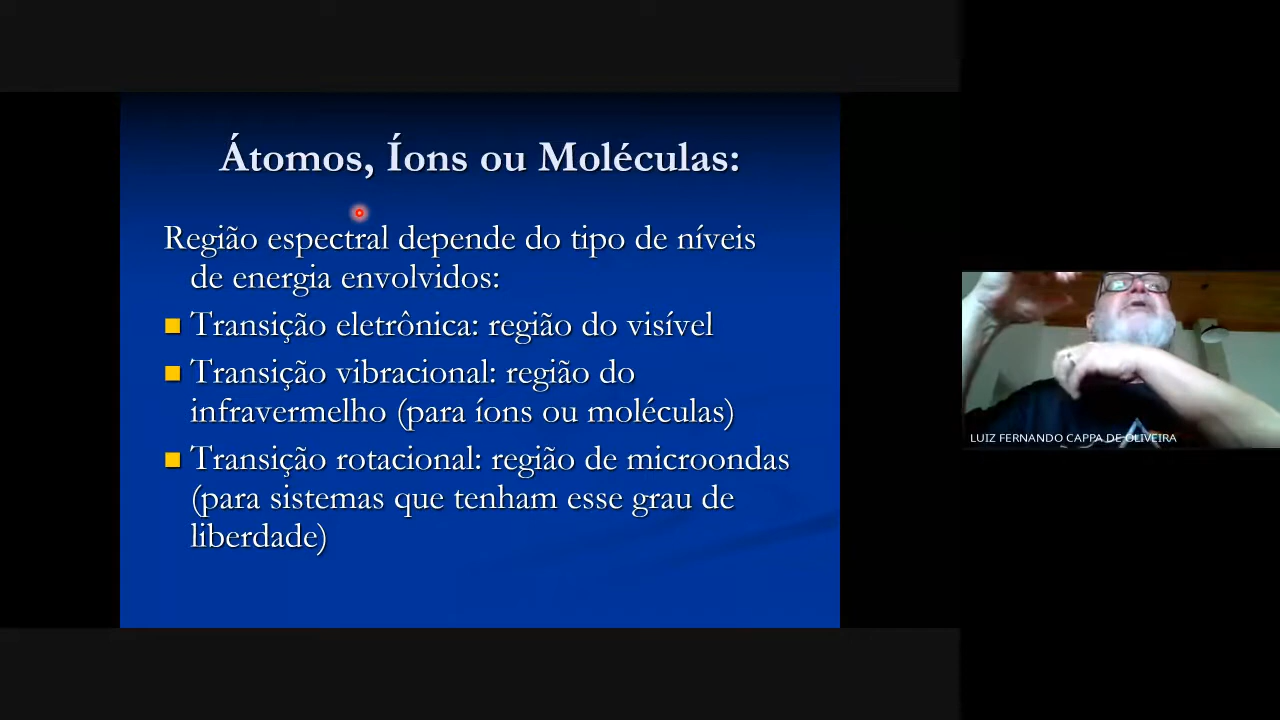 Átomos, Íons ou Moléculas:
Região espectral depende do tipo de níveis
de energia envolvidos:
Transição eletrônica: região do visível
Transição vibracional: região do
infravermelho (para íons ou moléculas)
Transição rotacional: região de microondas
(para sistemas que tenham esse grau de
liberdade)
LUIZ FERNANDO CAPPA DE OLIVEIRA